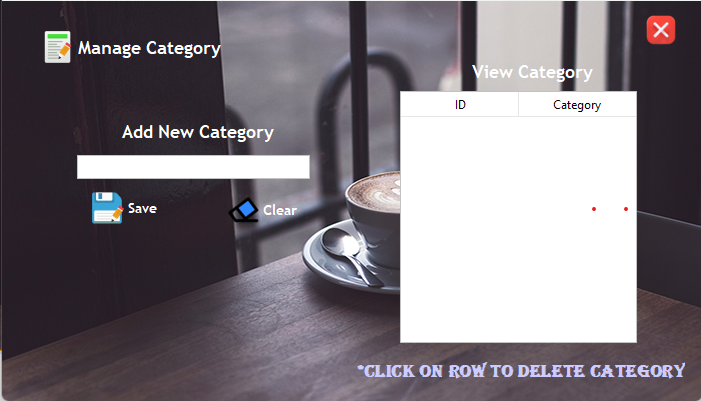 Manage Category
View Category
ID Category
Add New Category
Save Clear
*CLICK ON ROW TO DELETE CATEGORY